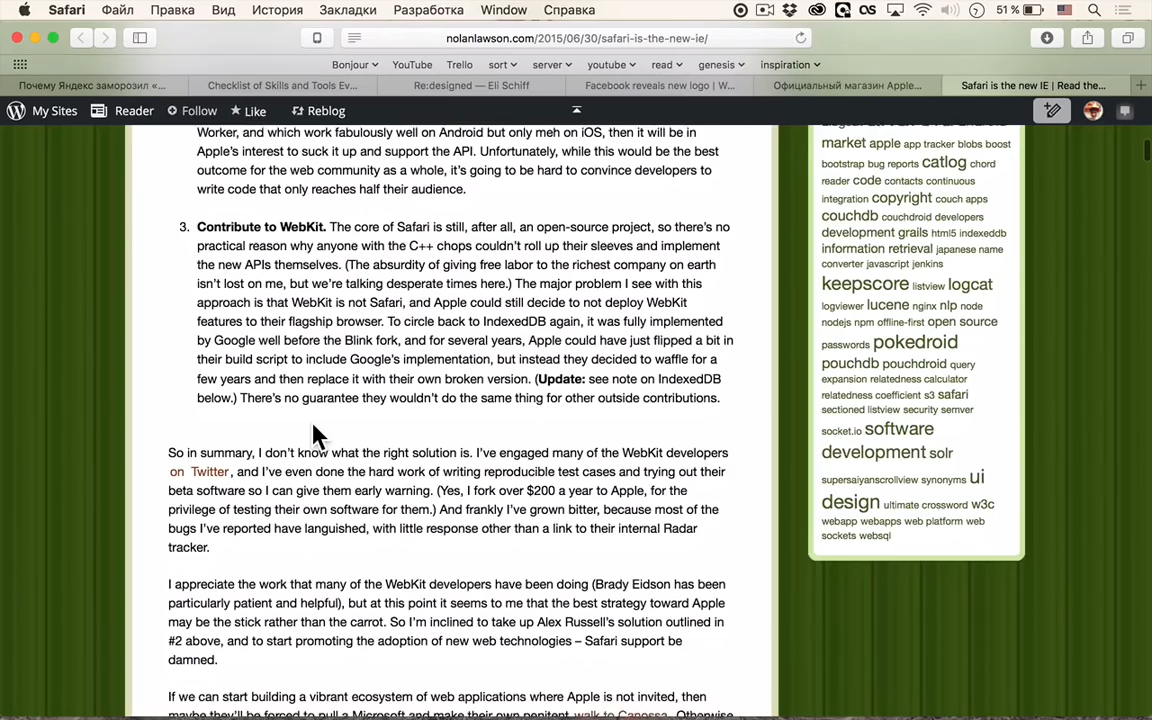 Safari Файл Правка Вид История Закладки Разработка Window Справка 51 %
nolanlawson.com/2015/06/30/safari-is-the-new-ie/
Bonjour YouTube Trello sort server youtube read genesis inspiration
Почему Яндекс заморозил «... Checklist of Skills and Tools Ev... Re:designed — Eli Schiff Facebook reveals new logo | W... Официальный магазин Apple... Safari is the new IE | Read the...
My Sites Reader Follow Like Reblog
Worker, and which work fabulously well on Android but only meh on iOS, then it will be in
Apple's interest to suck it up and support the API. Unfortunately, while this would be the best
outcome for the web community as a whole, it's going to be hard to convince developers to
write code that only reaches half their audience.
3. Contribute to WebKit. The core of Safari is still, after all, an open-source project, so there's no
practical reason why anyone with the C++ chops couldn't roll up their sleeves and implement
the new APIs themselves. (The absurdity of giving free labor to the richest company on earth
isn't lost on me, but we're talking desperate times here.) The major problem I see with this
approach is that WebKit is not Safari, and Apple could still decide to not deploy WebKit
features to their flagship browser. To circle back to IndexedDB again, it was fully implemented
by Google well before the Blink fork, and for several years, Apple could have just flipped a bit in
their build script to include Google's implementation, but instead they decided to waffle for a
few years and then replace it with their own broken version. (Update: see note on IndexedDB
below.) There's no guarantee they wouldn't do the same thing for other outside contributions.
So in summary, I don't know what the right solution is. I've engaged many of the WebKit developers
on Twitter, and I've even done the hard work of writing reproducible test cases and trying out their
beta software so I can give them early warning. (Yes, I fork over $200 a year to Apple, for the
privilege of testing their own software for them.) And frankly I've grown bitter, because most of the
bugs I've reported have languished, with little response other than a link to their internal Radar
tracker.
I appreciate the work that many of the WebKit developers have been doing (Brady Eidson has been
particularly patient and helpful), but at this point it seems to me that the best strategy toward Apple
may be the stick rather than the carrot. So I'm inclined to take up Alex Russell's solution outlined in
#2 above, and to start promoting the adoption of new web technologies – Safari support be
damned.
If we can start building a vibrant ecosystem of web applications where Apple is not invited, then
maybe they'll be forced to pull a Microsoft and make their own penitent walk to Canossa. Otherwise
market apple app tracker blobs boost
bootstrap bug reports catlog chord
reader code contacts continuous
integration copyright couch apps
couchdb couchdroid developers
development grails html5 indexeddb
information retrieval japanese name
converter javascript jenkins
keepscore listview logcat
logviewer lucene nginx nlp node
nodejs npm offline-first open source
passwords pokedroid
pouchdb pouchdroid query
expansion relatedness calculator
relatedness coefficient s3 safari
sectioned listview security semver
socket.io software
development solr
supersaiyanscrollview synonyms ui
design ultimate crossword w3c
webapp webapps web platform web
sockets websql